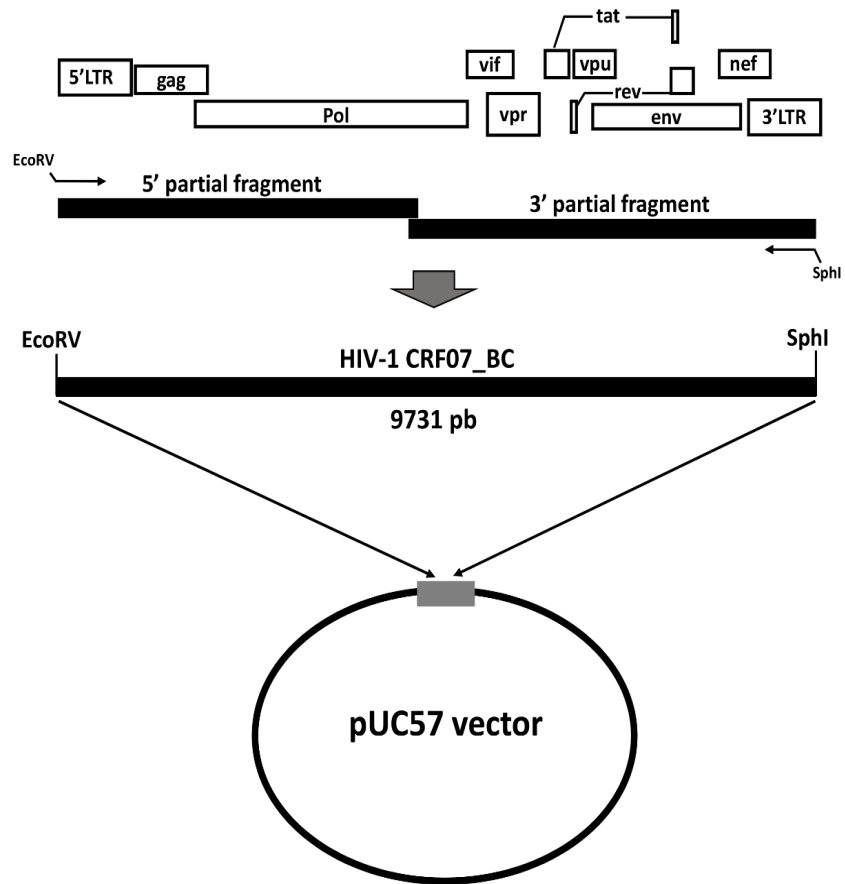 tat
vif
vpu
nef
5'LTR
gag
rev
Pol
vpr
env
3'LTR
EcoRV
5' partial fragment
3' partial fragment
SphI
EcoRV
SphI
HIV-1 CRF07_BC
9731 pb
pUC57 vector